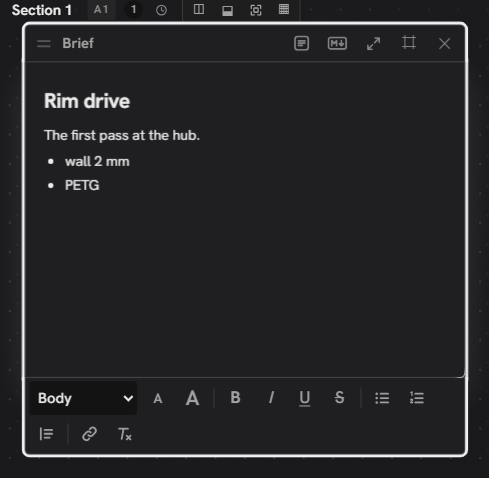 Section 1 A1 1
Brief M↓
Rim drive
The first pass at the hub.
• wall 2 mm
• PETG
Body A A B I U S
Tx